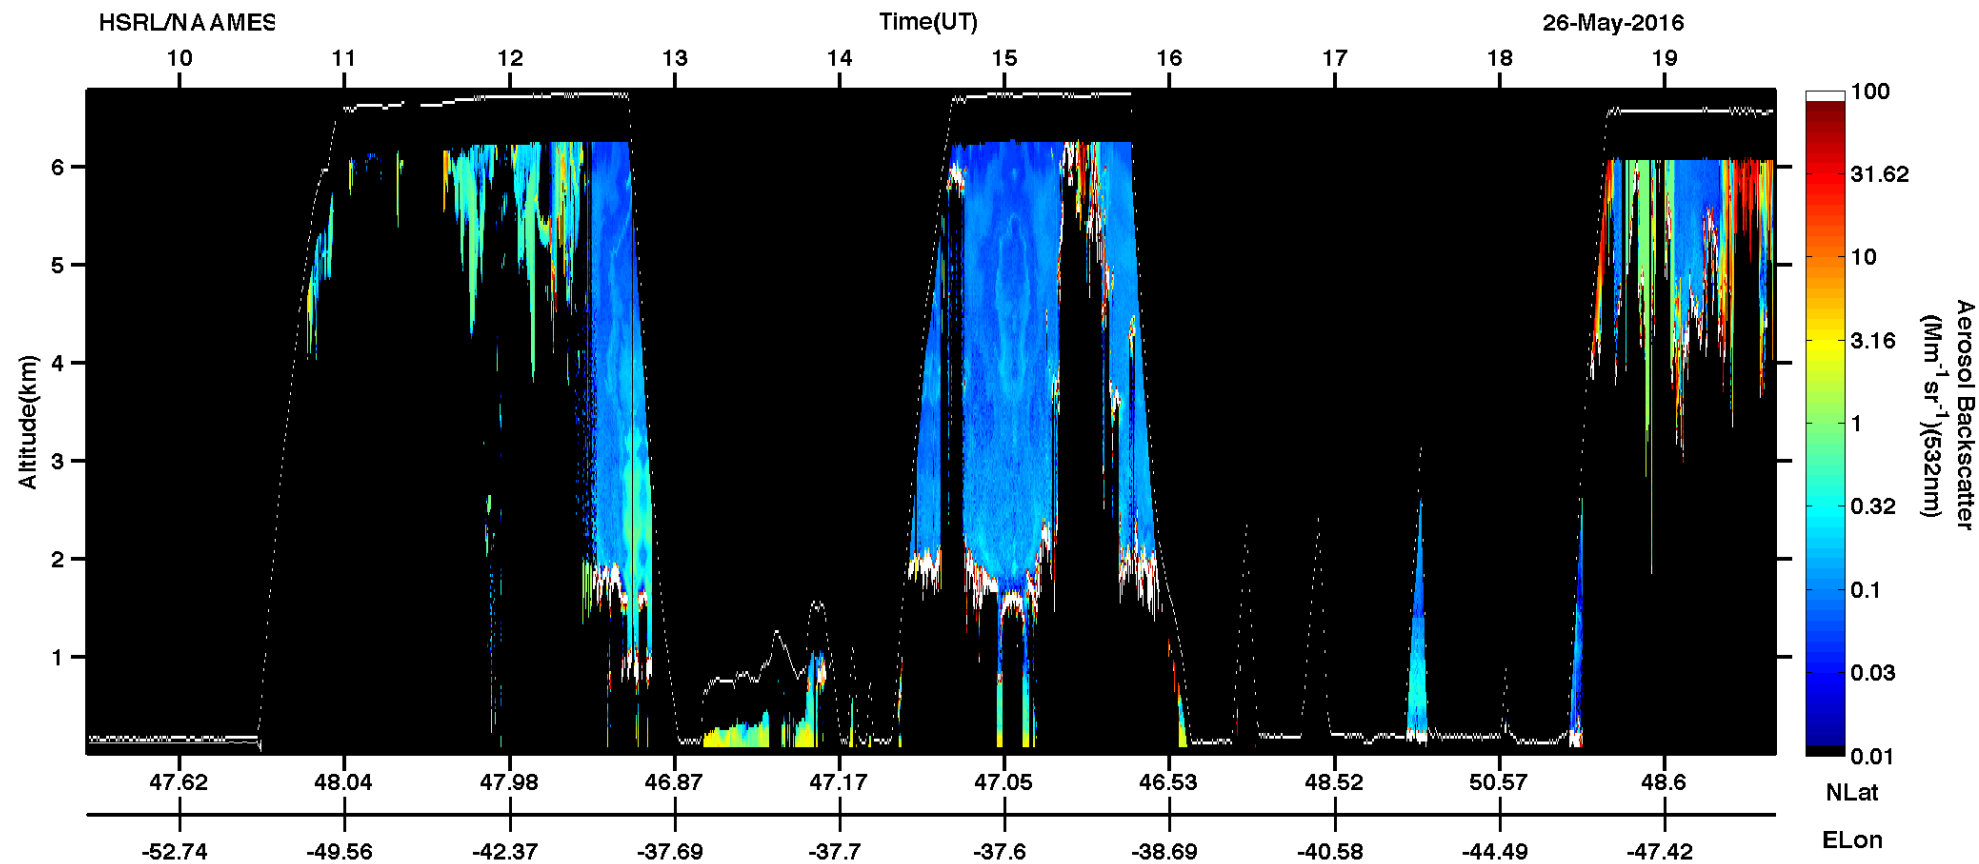 HSRL/NAAMES Time(UT) 26-May-2016
10 11 12 13 14 15 16 17 18 19
Altitude(km)
6
5
4
3
2
1
100
31.62
10
3.16
1
0.32
0.1
0.03
0.01
Aerosol Backscatter
(Mm⁻¹sr⁻¹)(532nm)
47.62 48.04 47.98 46.87 47.17 47.05 46.53 48.52 50.57 48.6 NLat
-52.74 -49.56 -42.37 -37.69 -37.7 -37.6 -38.69 -40.58 -44.49 -47.42 ELon